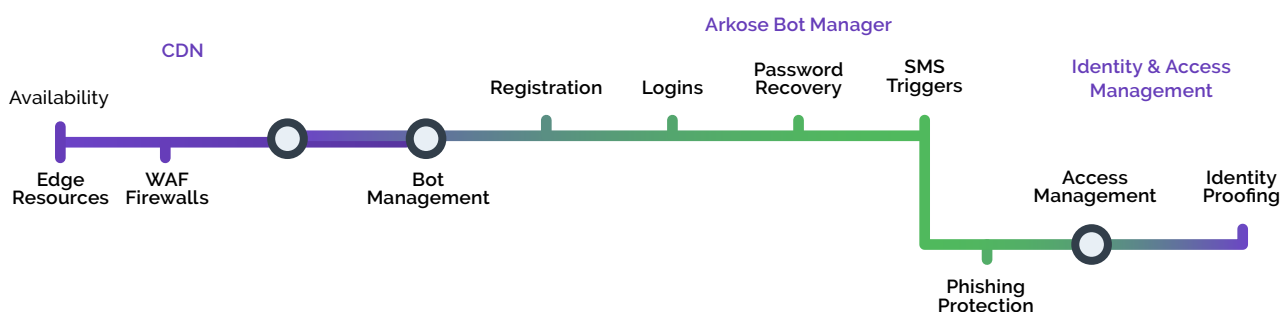 CDN
Availability
Edge
Resources
WAF
Firewalls
Bot
Management
Arkose Bot Manager
Registration
Logins
Password
Recovery
SMS
Triggers
Identity & Access
Management
Phishing
Protection
Access
Management
Identity
Proofing